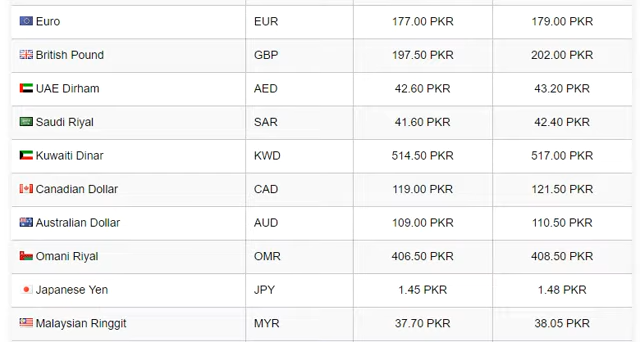 Euro EUR 177.00 PKR 179.00 PKR
British Pound GBP 197.50 PKR 202.00 PKR
UAE Dirham AED 42.60 PKR 43.20 PKR
Saudi Riyal SAR 41.60 PKR 42.40 PKR
Kuwaiti Dinar KWD 514.50 PKR 517.00 PKR
Canadian Dollar CAD 119.00 PKR 121.50 PKR
Australian Dollar AUD 109.00 PKR 110.50 PKR
Omani Riyal OMR 406.50 PKR 408.50 PKR
Japanese Yen JPY 1.45 PKR 1.48 PKR
Malaysian Ringgit MYR 37.70 PKR 38.05 PKR